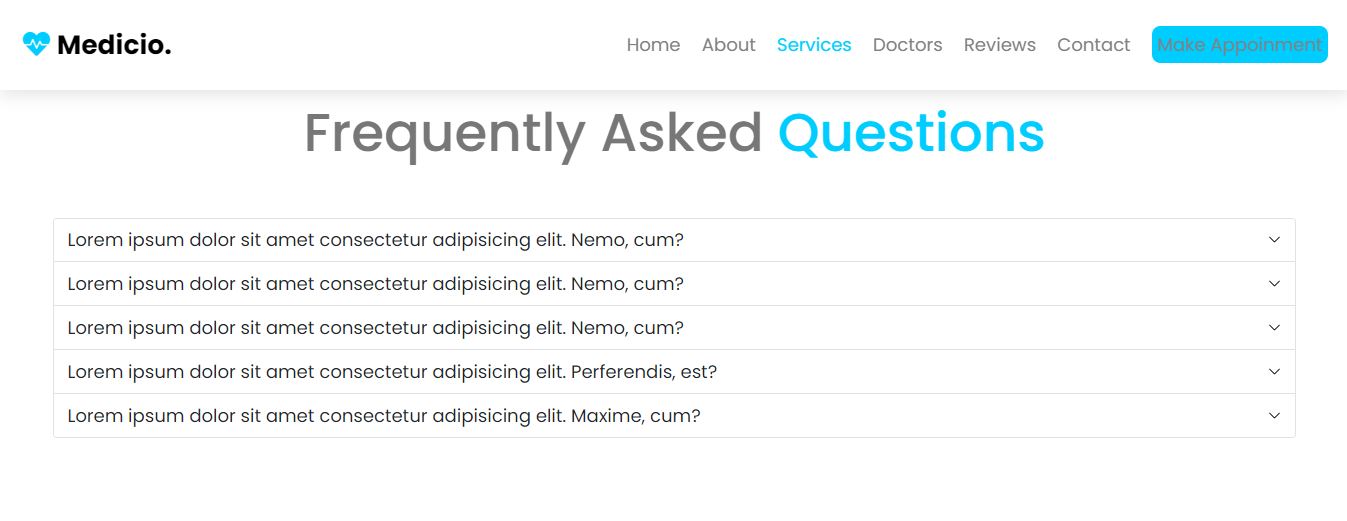 Medicio.
Home About Services Doctors Reviews Contact Make Appoinment
Frequently Asked Questions
Lorem ipsum dolor sit amet consectetur adipisicing elit. Nemo, cum?
Lorem ipsum dolor sit amet consectetur adipisicing elit. Nemo, cum?
Lorem ipsum dolor sit amet consectetur adipisicing elit. Nemo, cum?
Lorem ipsum dolor sit amet consectetur adipisicing elit. Perferendis, est?
Lorem ipsum dolor sit amet consectetur adipisicing elit. Maxime, cum?